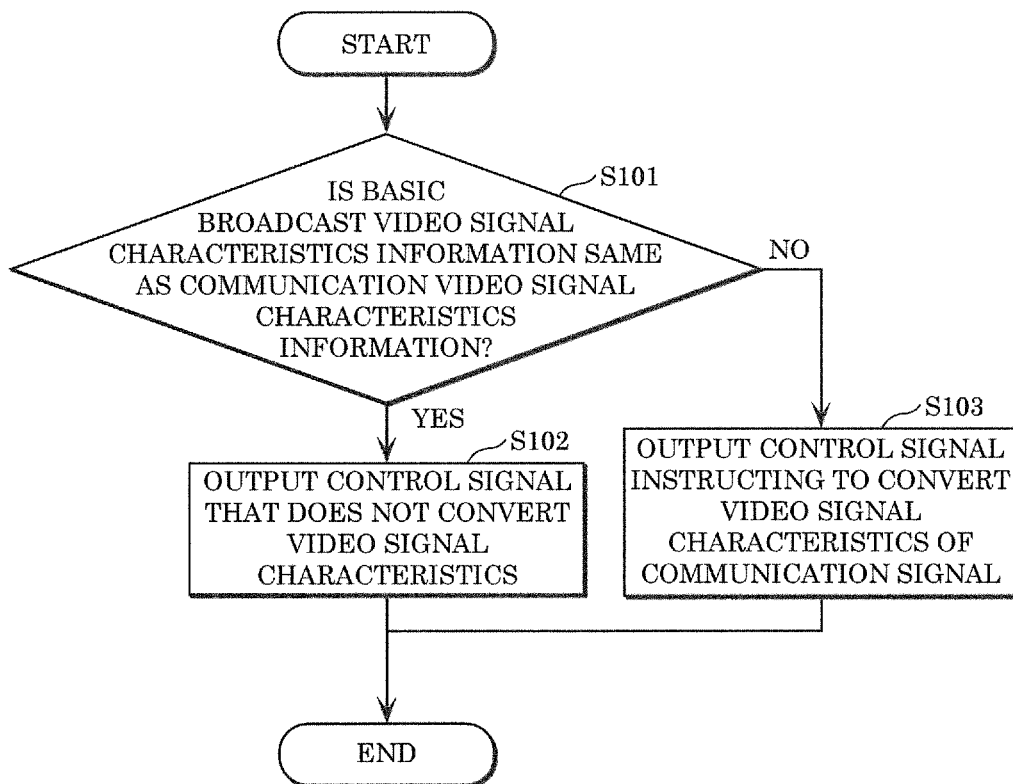 START
S101
IS BASIC
BROADCAST VIDEO SIGNAL
CHARACTERISTICS INFORMATION SAME
AS COMMUNICATION VIDEO SIGNAL
CHARACTERISTICS
INFORMATION?
NO
YES
S102
OUTPUT CONTROL SIGNAL
THAT DOES NOT CONVERT
VIDEO SIGNAL
CHARACTERISTICS
S103
OUTPUT CONTROL SIGNAL
INSTRUCTING TO CONVERT
VIDEO SIGNAL
CHARACTERISTICS OF
COMMUNICATION SIGNAL
END